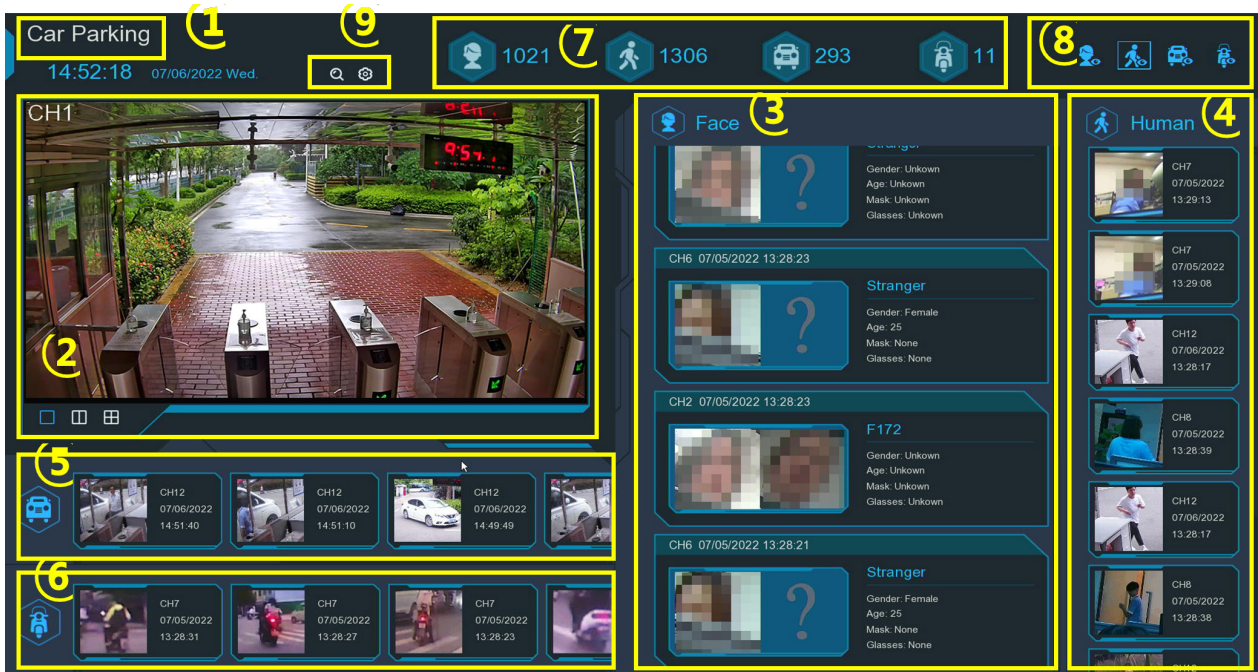 Car Parking
1
9
14:52:18 07/06/2022 Wed.
1021
7
1306
293
11
8
CH1
9:57
2
3
Face
Stranger
Gender: Unkown
Age: Unkown
Mask: Unkown
Glasses: Unkown
CH6 07/05/2022 13:28:23
Stranger
Gender: Female
Age: 25
Mask: None
Glasses: None
CH2 07/05/2022 13:28:23
F172
Gender: Unkown
Age: Unkown
Mask: Unkown
Glasses: Unkown
CH6 07/05/2022 13:28:21
Stranger
Gender: Female
Age: 25
Mask: None
Glasses: None
Human
4
CH7
07/05/2022
13:29:13
CH7
07/05/2022
13:29:08
CH12
07/06/2022
13:28:17
CH8
07/05/2022
13:28:39
CH12
07/06/2022
13:28:17
CH8
07/05/2022
13:28:38
CH12
5
CH12
07/06/2022
14:51:40
CH12
07/06/2022
14:51:10
CH12
07/06/2022
14:49:49
6
CH7
07/05/2022
13:28:31
CH7
07/05/2022
13:28:27
CH7
07/05/2022
13:28:23